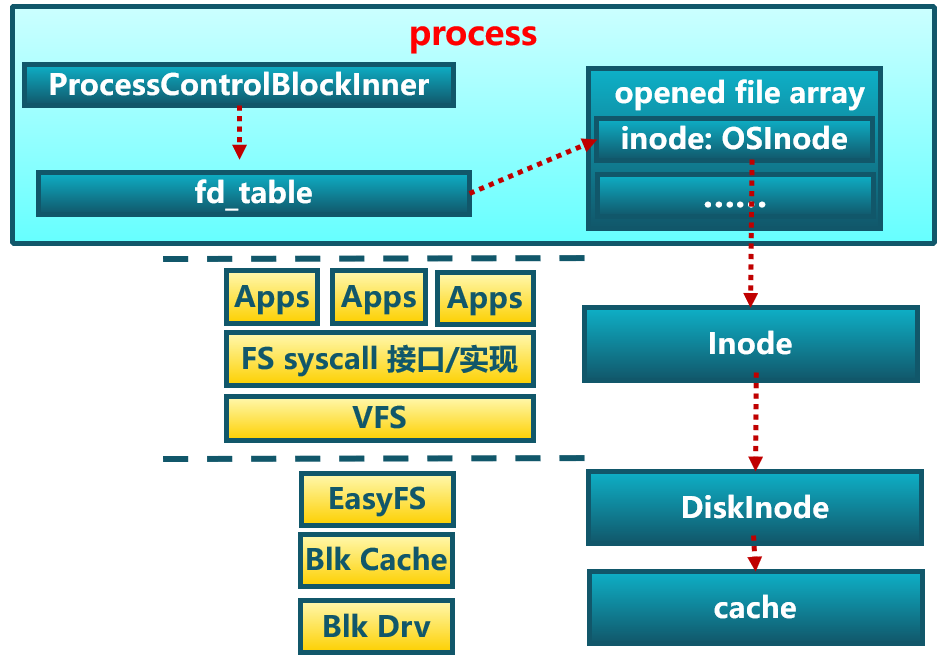 process
ProcessControlBlockInner
fd_table
opened file array
inode: OSInode
......
Apps
Apps
Apps
FS syscall 接口/实现
VFS
EasyFS
Blk Cache
Blk Drv
Inode
DiskInode
cache